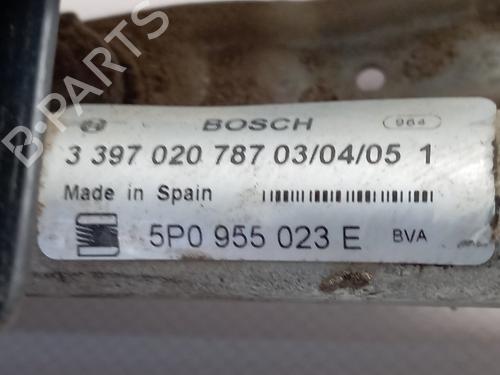 BOSCH 964
3 397 020 787 03/04/05 1
Made in Spain
5P0 955 023 E BVA
B-PARTS